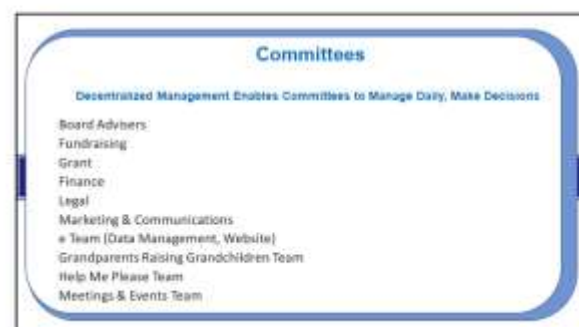 Committees
Decentralized Management Enables Committees to Manage Daily, Make Decisions
Board Advisers
Fundraising
Grant
Finance
Legal
Marketing & Communications
e Team (Data Management, Website)
Grandparents Raising Grandchildren Team
Help Me Please Team
Meetings & Events Team